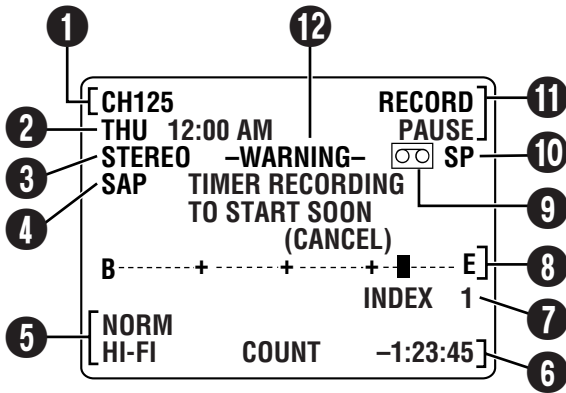 1 12
CH125 RECORD 11
2 THU 12:00 AM PAUSE
3 STEREO –WARNING– SP 10
4 SAP TIMER RECORDING 9
TO START SOON
(CANCEL)
B - - - - - - - - + - - - - - - - + - - - - - - - + - - - - - E 8
INDEX 1 7
5 NORM
HI-FI COUNT –1:23:45 6